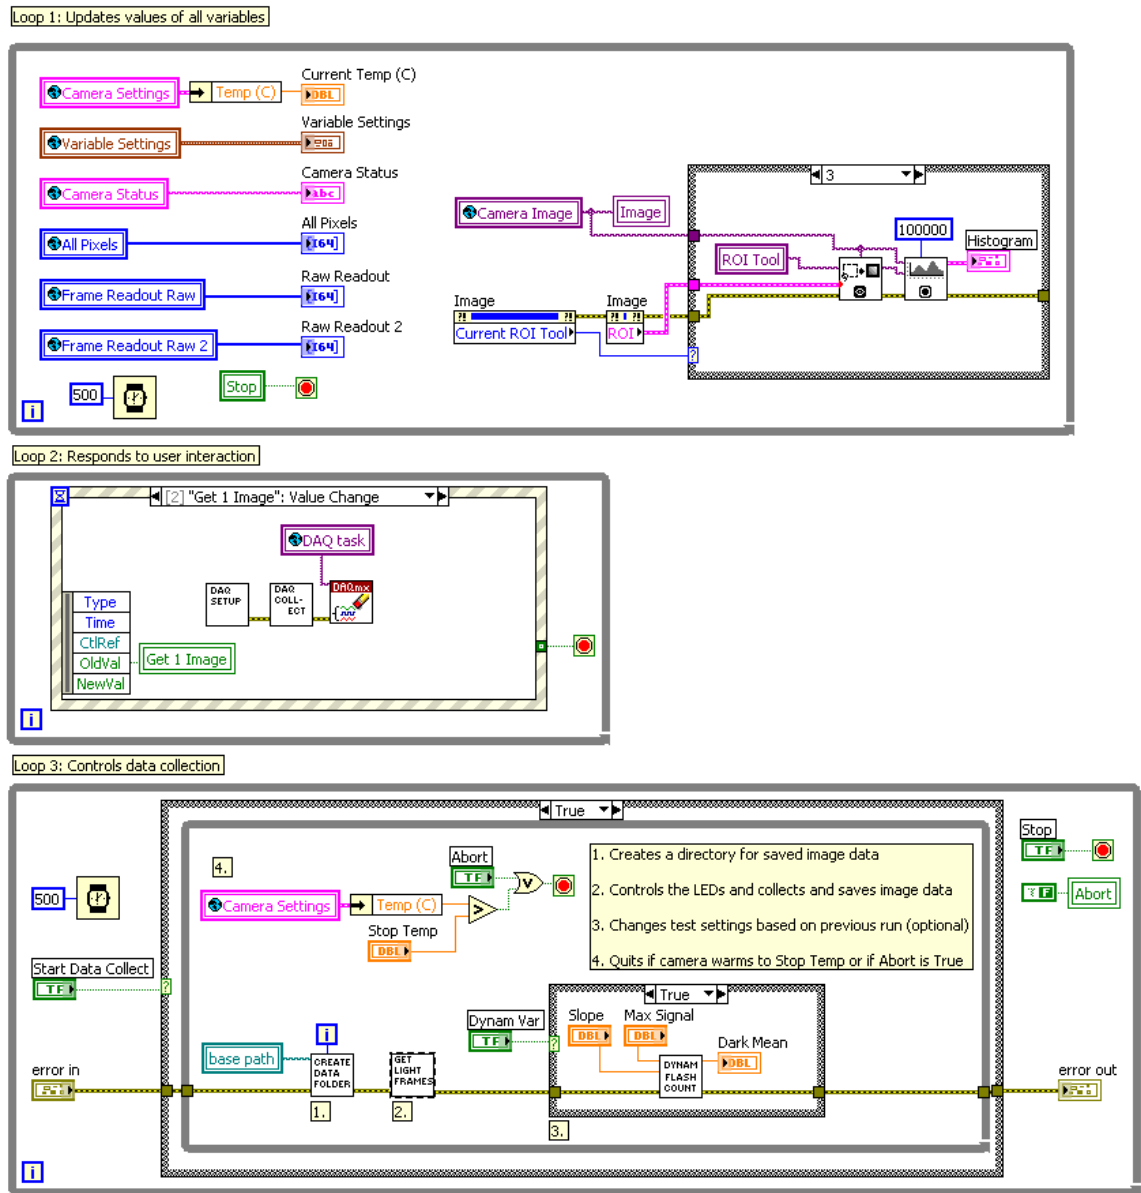 Loop 1: Updates values of all variables
Camera Settings
Temp (C)
Current Temp (C)
DBL
Variable Settings
Variable Settings
Camera Status
Camera Status
abc
All Pixels
All Pixels
I64
Frame Readout Raw
Raw Readout
I64
Frame Readout Raw 2
Raw Readout 2
I64
500
Stop
i
Camera Image
Image
3
100000
Histogram
ROI Tool
Image
Current ROI Tool
Image
ROI
?
Loop 2: Responds to user interaction
[2] "Get 1 Image": Value Change
DAQ task
DAQ SETUP
DAQ COLL-ECT
DAQmx
Type
Time
CtlRef
OldVal
NewVal
Get 1 Image
i
Loop 3: Controls data collection
True
4.
Camera Settings
Temp (C)
Abort
TF
V
>
Stop Temp
DBL
1. Creates a directory for saved image data
2. Controls the LEDs and collects and saves image data
3. Changes test settings based on previous run (optional)
4. Quits if camera warms to Stop Temp or if Abort is True
Stop
TF
F
Abort
500
Start Data Collect
TF
?
Dynam Var
TF
?
True
Slope
DBL
Max Signal
DBL
Dark Mean
DBL
DYNAM
FLASH
COUNT
i
base path
CREATE
DATA
FOLDER
1.
GET
LIGHT
FRAMES
2.
3.
error in
error out
i